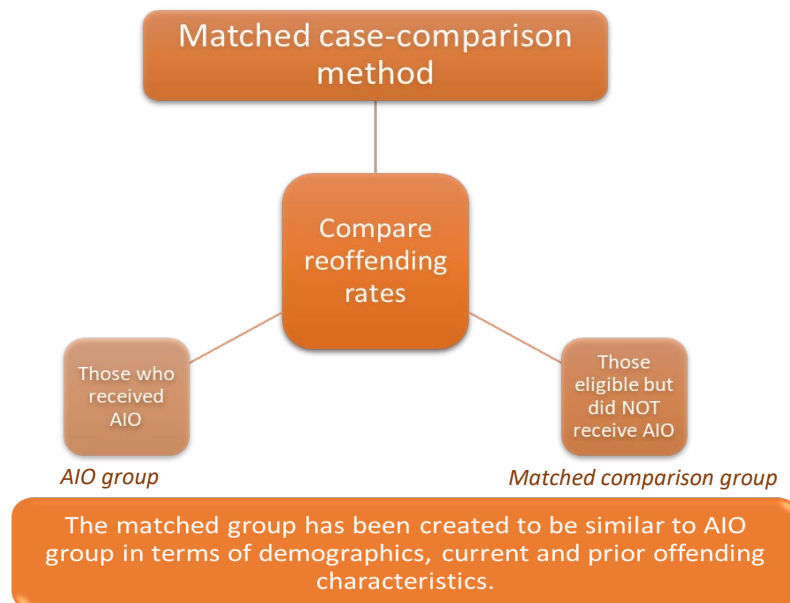 Matched case-comparison
method
Compare
reoffending
rates
Those who
received
AIO
Those
eligible but
did NOT
receive AIO
AIO group
Matched comparison group
The matched group has been created to be similar to AIO
group in terms of demographics, current and prior offending
characteristics.